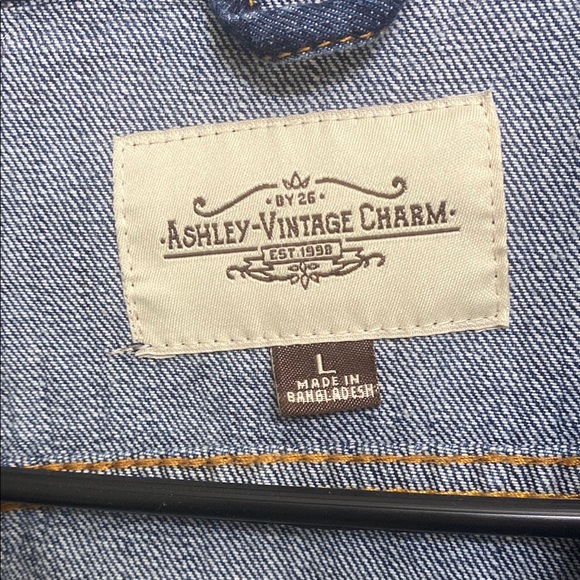 • BY 26 •
• ASHLEY-VINTAGE CHARM •
EST. 1998
L
MADE IN
BANGLADESH